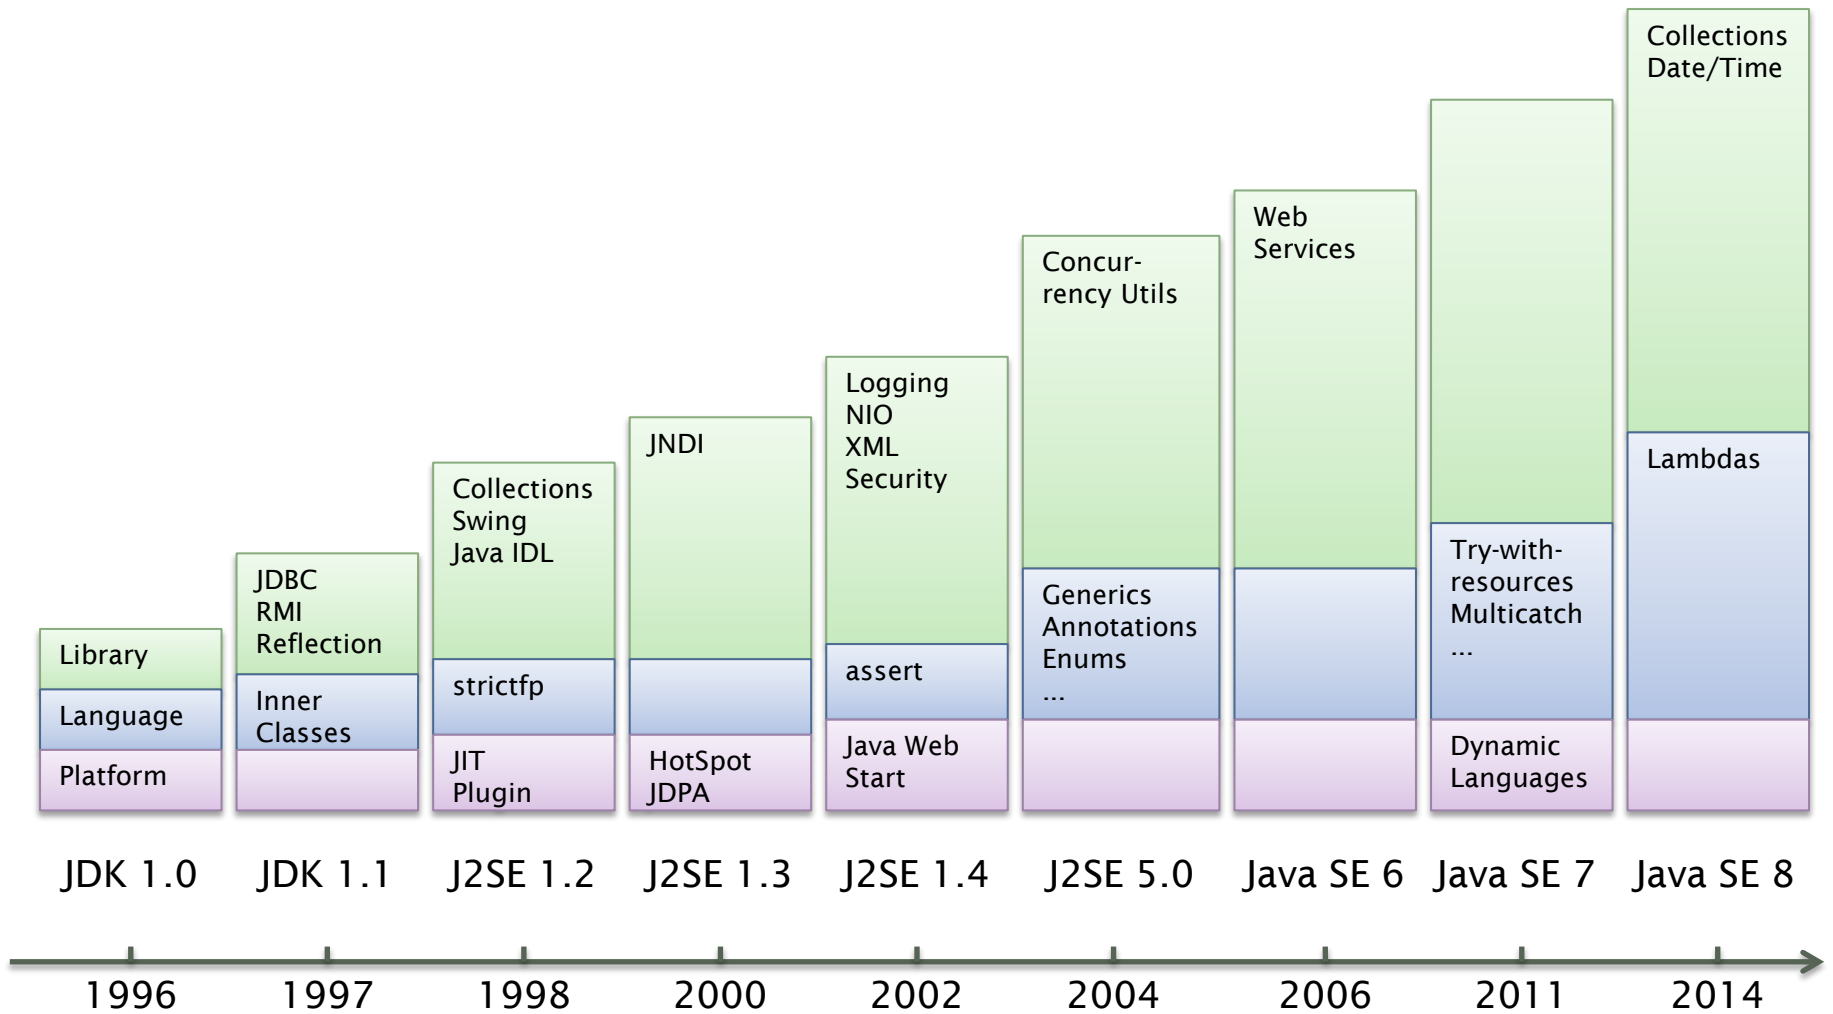 Library
Language
Platform
JDBC
RMI
Reflection
Inner
Classes
Collections
Swing
Java IDL
strictfp
JIT
Plugin
JNDI
HotSpot
JDPA
Logging
NIO
XML
Security
assert
Java Web
Start
Concur-
rency Utils
Generics
Annotations
Enums
...
Web
Services
Try-with-
resources
Multicatch
...
Dynamic
Languages
Collections
Date/Time
Lambdas
JDK 1.0
JDK 1.1
J2SE 1.2
J2SE 1.3
J2SE 1.4
J2SE 5.0
Java SE 6
Java SE 7
Java SE 8
1996
1997
1998
2000
2002
2004
2006
2011
2014